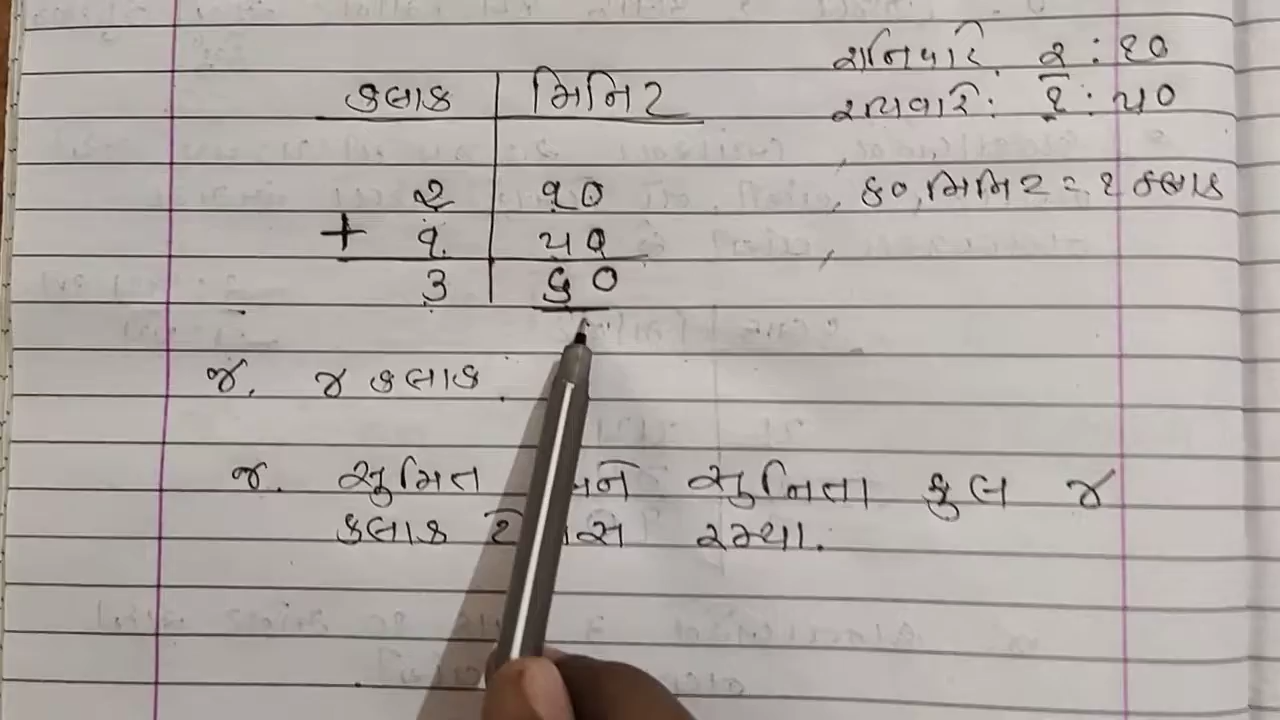 શનિવારે ૨ : ૧૦
રવિવારે : ૧ : ૫૦
કલાક | મિનિટ
૨ | ૧૦
૬૦ મિનિટ = ૧ કલાક
+ ૧ | ૫૦
૩ | ૬૦
જ. ૪ કલાક
જ. સુમિત અને સુનિતા કુલ ૪
કલાક ટેનિસ રમ્યા.